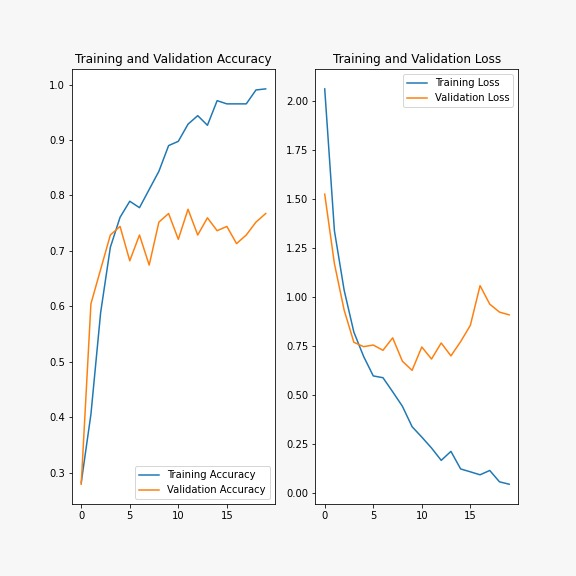 Training and Validation Accuracy
1.0
0.9
0.8
0.7
0.6
0.5
0.4
0.3
0 5 10 15
Training Accuracy
Validation Accuracy
Training and Validation Loss
Training Loss
Validation Loss
2.00
1.75
1.50
1.25
1.00
0.75
0.50
0.25
0.00
0 5 10 15